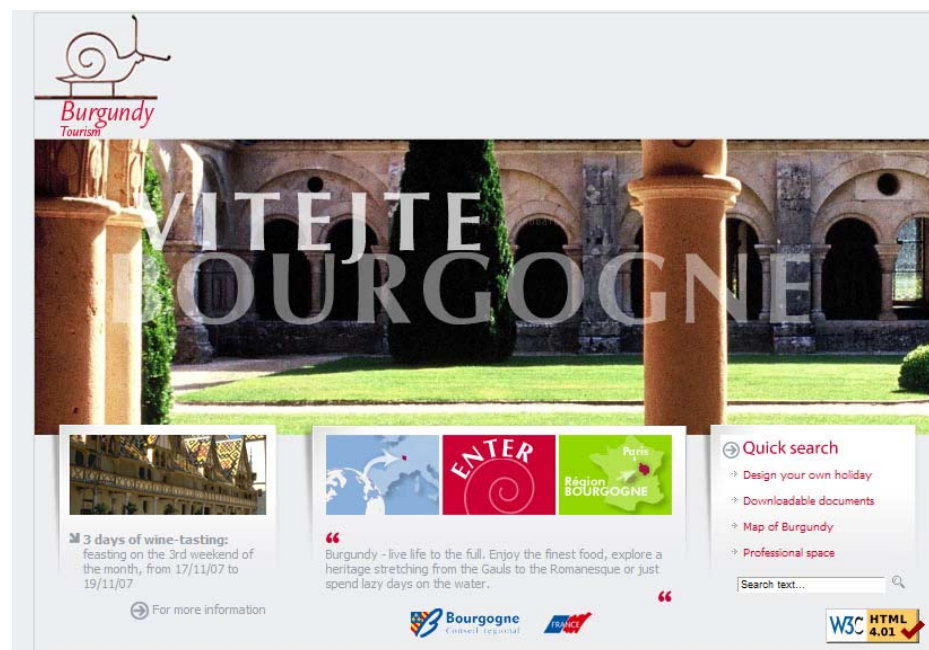 Burgundy
Tourism
VITEJTE
BOURGOGNE
ENTER
Paris
Région
BOURGOGNE
3 days of wine-tasting:
feasting on the 3rd weekend of
the month, from 17/11/07 to
19/11/07
For more information
“
Burgundy - live life to the full. Enjoy the finest food, explore a
heritage stretching from the Gauls to the Romanesque or just
spend lazy days on the water.
“
Bourgogne
Conseil régional
FRANCE
Quick search
Design your own holiday
Downloadable documents
Map of Burgundy
Professional space
Search text...
W3C HTML
4.01